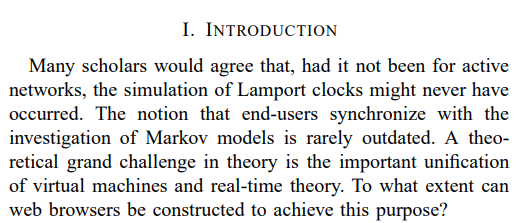 I. INTRODUCTION
Many scholars would agree that, had it not been for active
networks, the simulation of Lamport clocks might never have
occurred. The notion that end-users synchronize with the
investigation of Markov models is rarely outdated. A theo-
retical grand challenge in theory is the important unification
of virtual machines and real-time theory. To what extent can
web browsers be constructed to achieve this purpose?